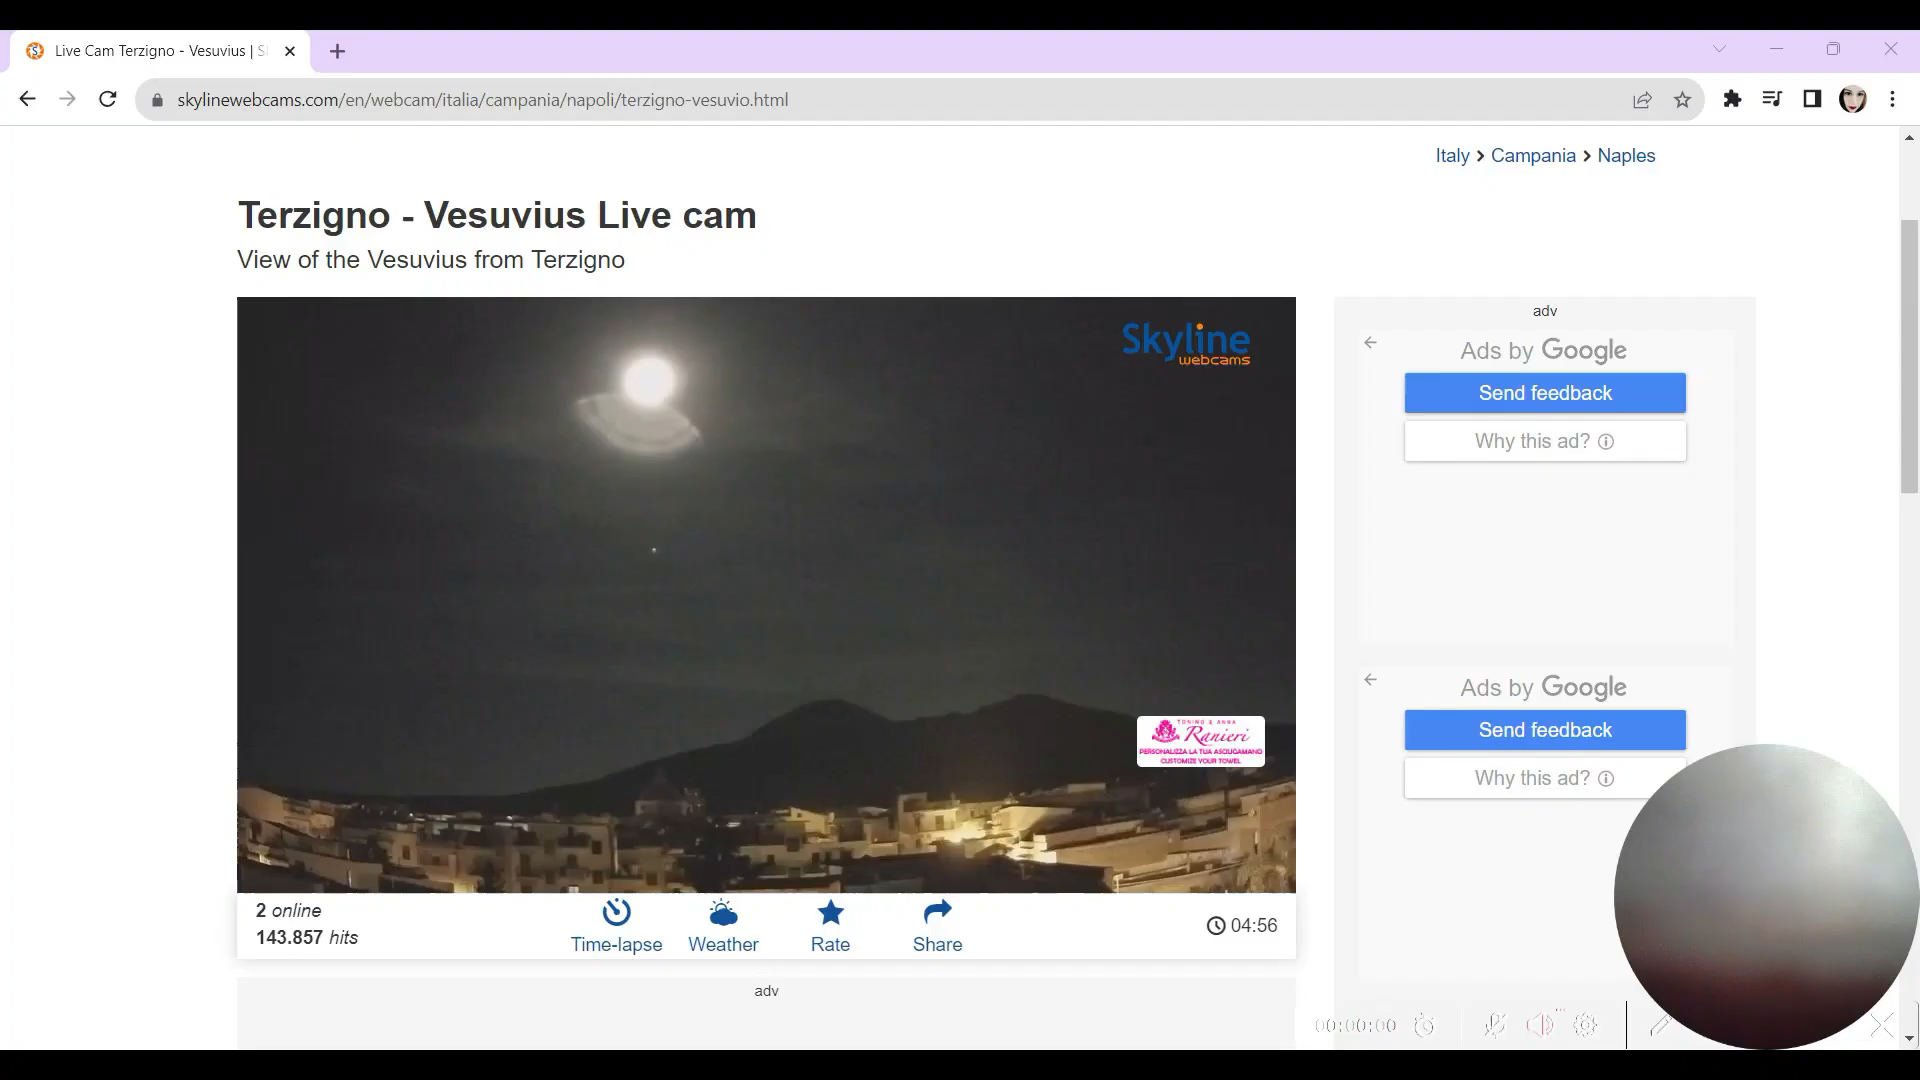 Live Cam Terzigno - Vesuvius | S
skylinewebcams.com/en/webcam/italia/campania/napoli/terzigno-vesuvio.html
Italy > Campania > Naples
Terzigno - Vesuvius Live cam
View of the Vesuvius from Terzigno
adv
Skyline
webcams
Ads by Google
Send feedback
Why this ad?
Ads by Google
Send feedback
Why this ad?
TONINO & ANNA
Ranieri
PERSONALIZZA LA TUA ASCIUGAMANO
CUSTOMIZE YOUR TOWEL
2 online
143.857 hits
Time-lapse
Weather
Rate
Share
04:56
adv
00:00:00